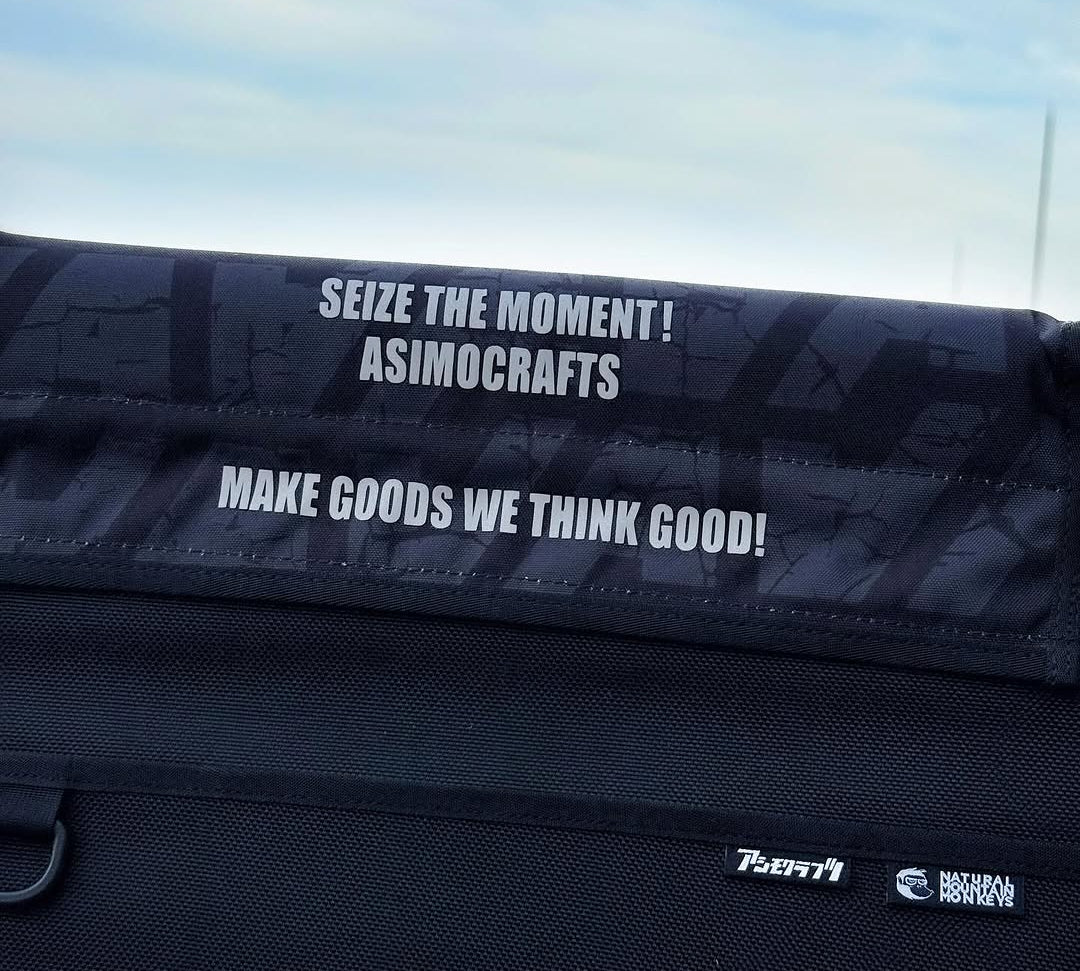 SEIZE THE MOMENT!
ASIMOCRAFTS
MAKE GOODS WE THINK GOOD!
アシモクラフツ
NATURAL
MOUNTAIN
MONKEYS